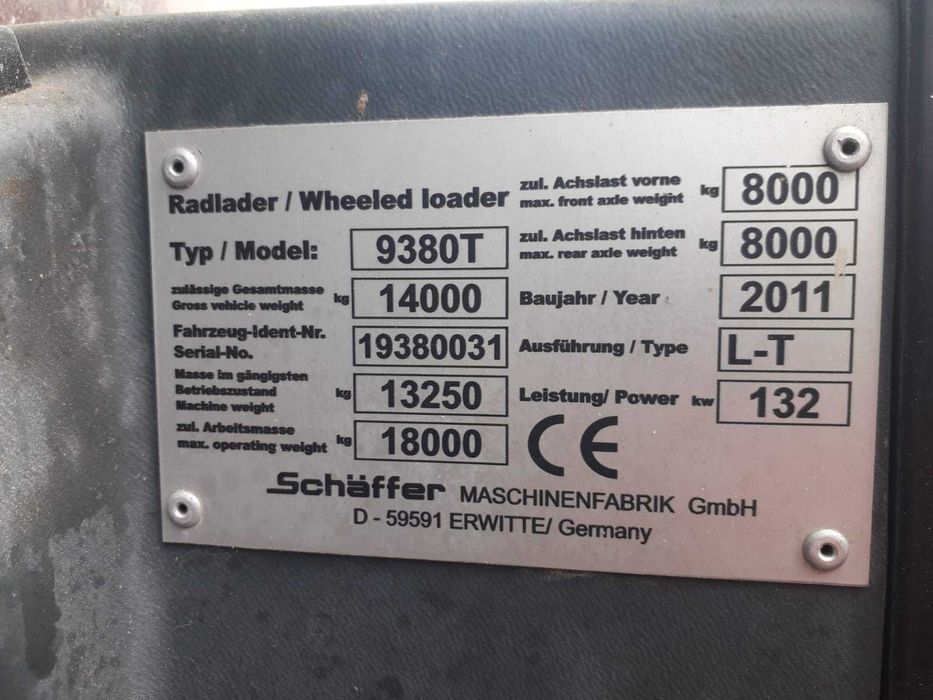 Radlader / Wheeled loader
Typ / Model: 9380T
zulässige Gesamtmasse
Gross vehicle weight kg 14000
Fahrzeug-Ident-Nr.
Serial-No. 19380031
Masse im gängigsten
Betriebszustand kg 13250
Machine weight
zul. Arbeitsmasse
max. operating weight kg 18000
zul. Achslast vorne
max. front axle weight kg 8000
zul. Achslast hinten
max. rear axle weight kg 8000
Baujahr / Year 2011
Ausführung / Type L-T
Leistung/ Power kw 132
CE
Schäffer MASCHINENFABRIK GmbH
D - 59591 ERWITTE/ Germany